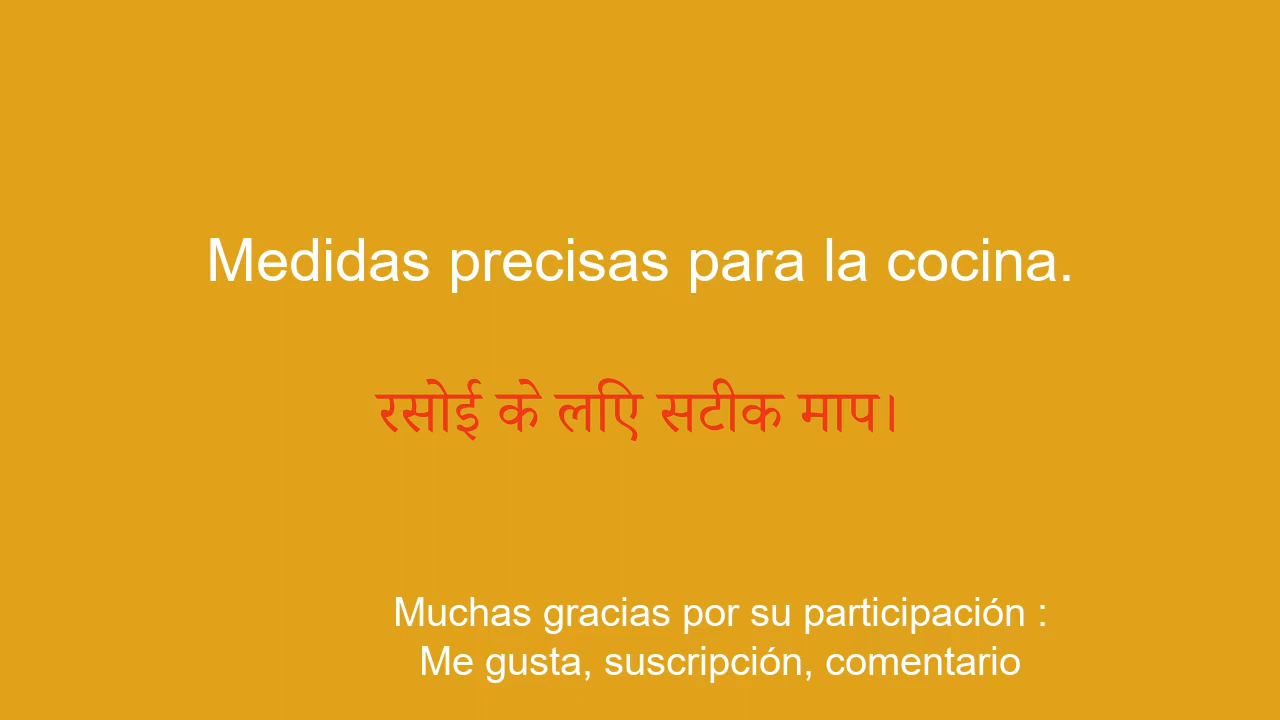 Medidas precisas para la cocina.
रसोई के लिए सटीक माप।
Muchas gracias por su participación :
Me gusta, suscripción, comentario